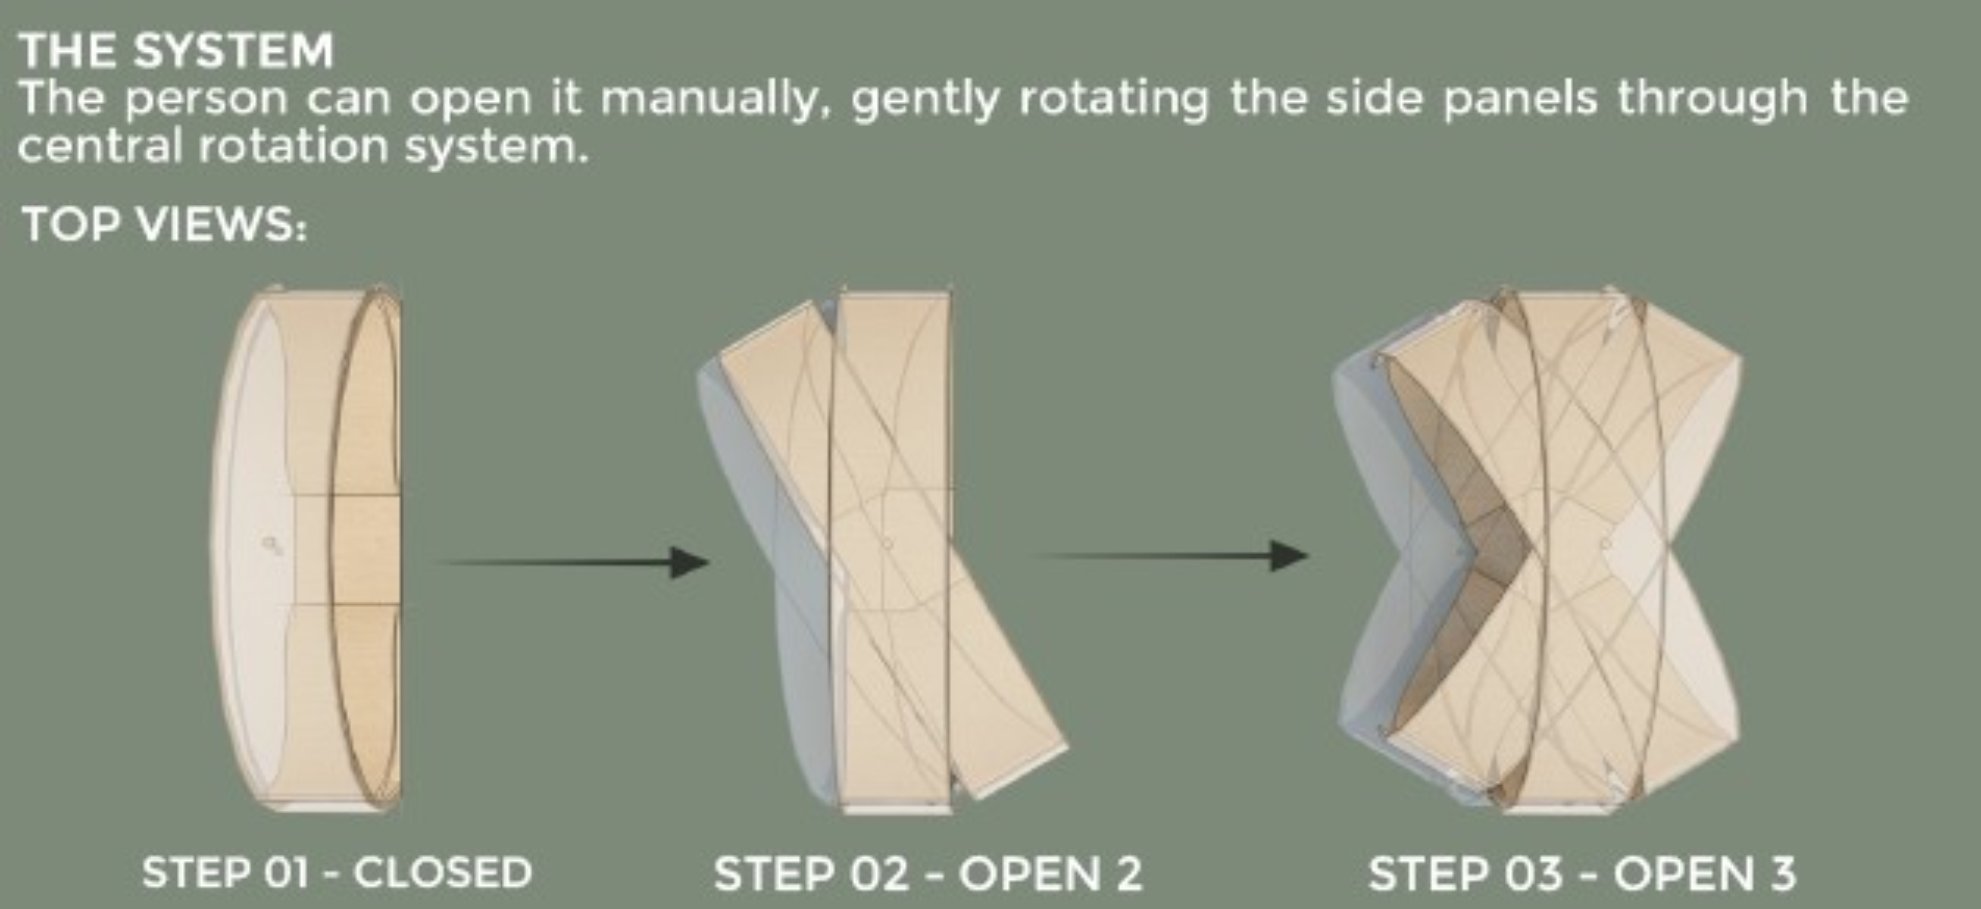 THE SYSTEM
The person can open it manually, gently rotating the side panels through the
central rotation system.
TOP VIEWS:
STEP 01 - CLOSED
STEP 02 - OPEN 2
STEP 03 - OPEN 3